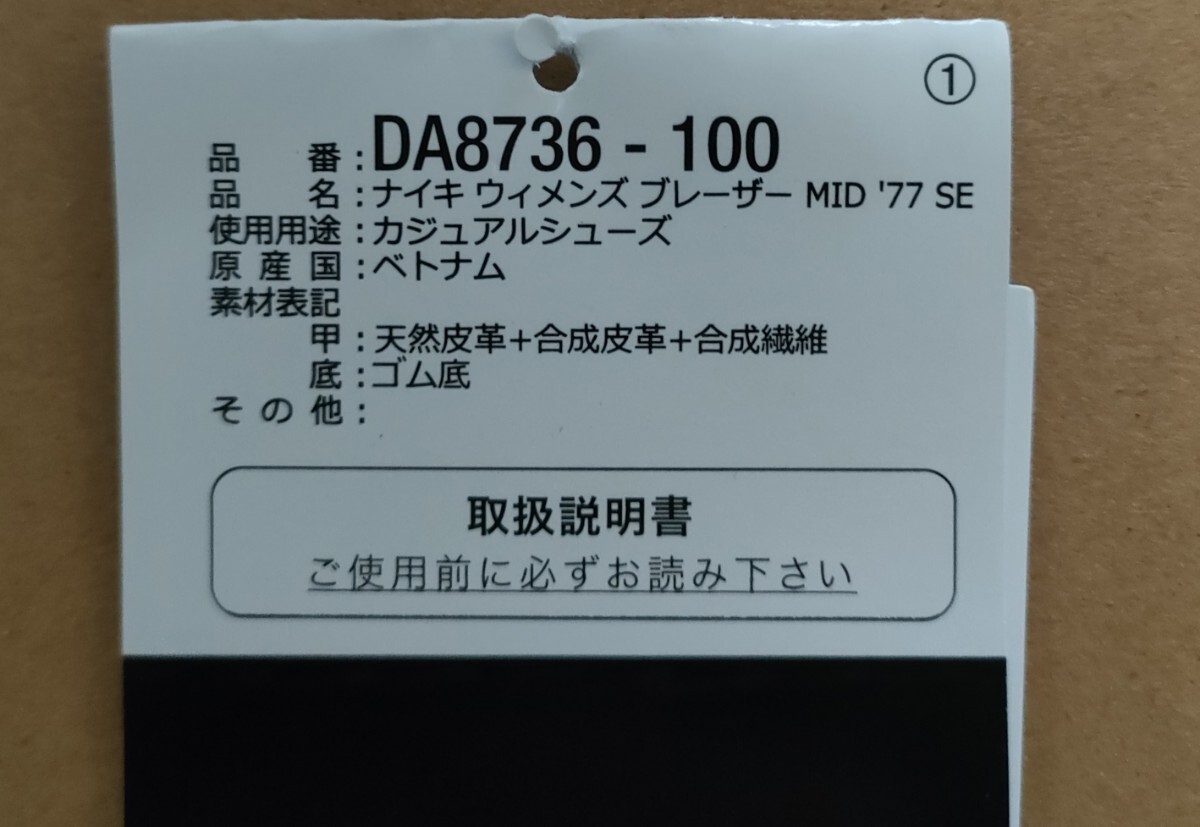 ①
品番:DA8736 - 100
品名:ナイキ ウィメンズ ブレーザー MID '77 SE
使用用途:カジュアルシューズ
原産国:ベトナム
素材表記
甲:天然皮革+合成皮革+合成繊維
底:ゴム底
その他:
取扱説明書
ご使用前に必ずお読み下さい